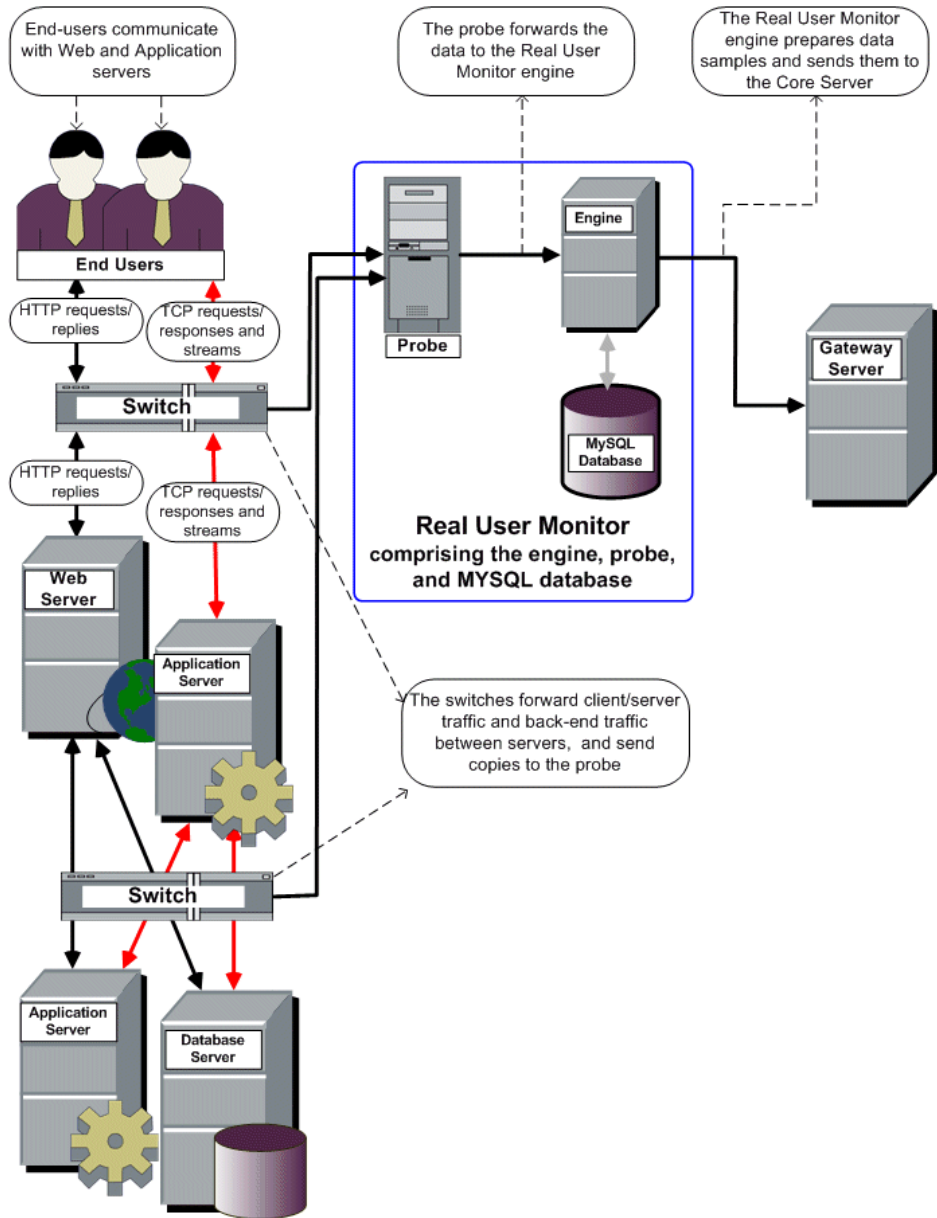 End-users communicate
with Web and Application
servers
The probe forwards the
data to the Real User
Monitor engine
The Real User Monitor
engine prepares data
samples and sends them to
the Core Server
End Users
HTTP requests/
replies
TCP requests/
responses and
streams
Switch
HTTP requests/
replies
TCP requests/
responses and
streams
Probe
Engine
MySQL
Database
Real User Monitor
comprising the engine, probe,
and MYSQL database
Gateway
Server
Web
Server
Application
Server
The switches forward client/server
traffic and back-end traffic
between servers, and send
copies to the probe
Switch
Application
Server
Database
Server